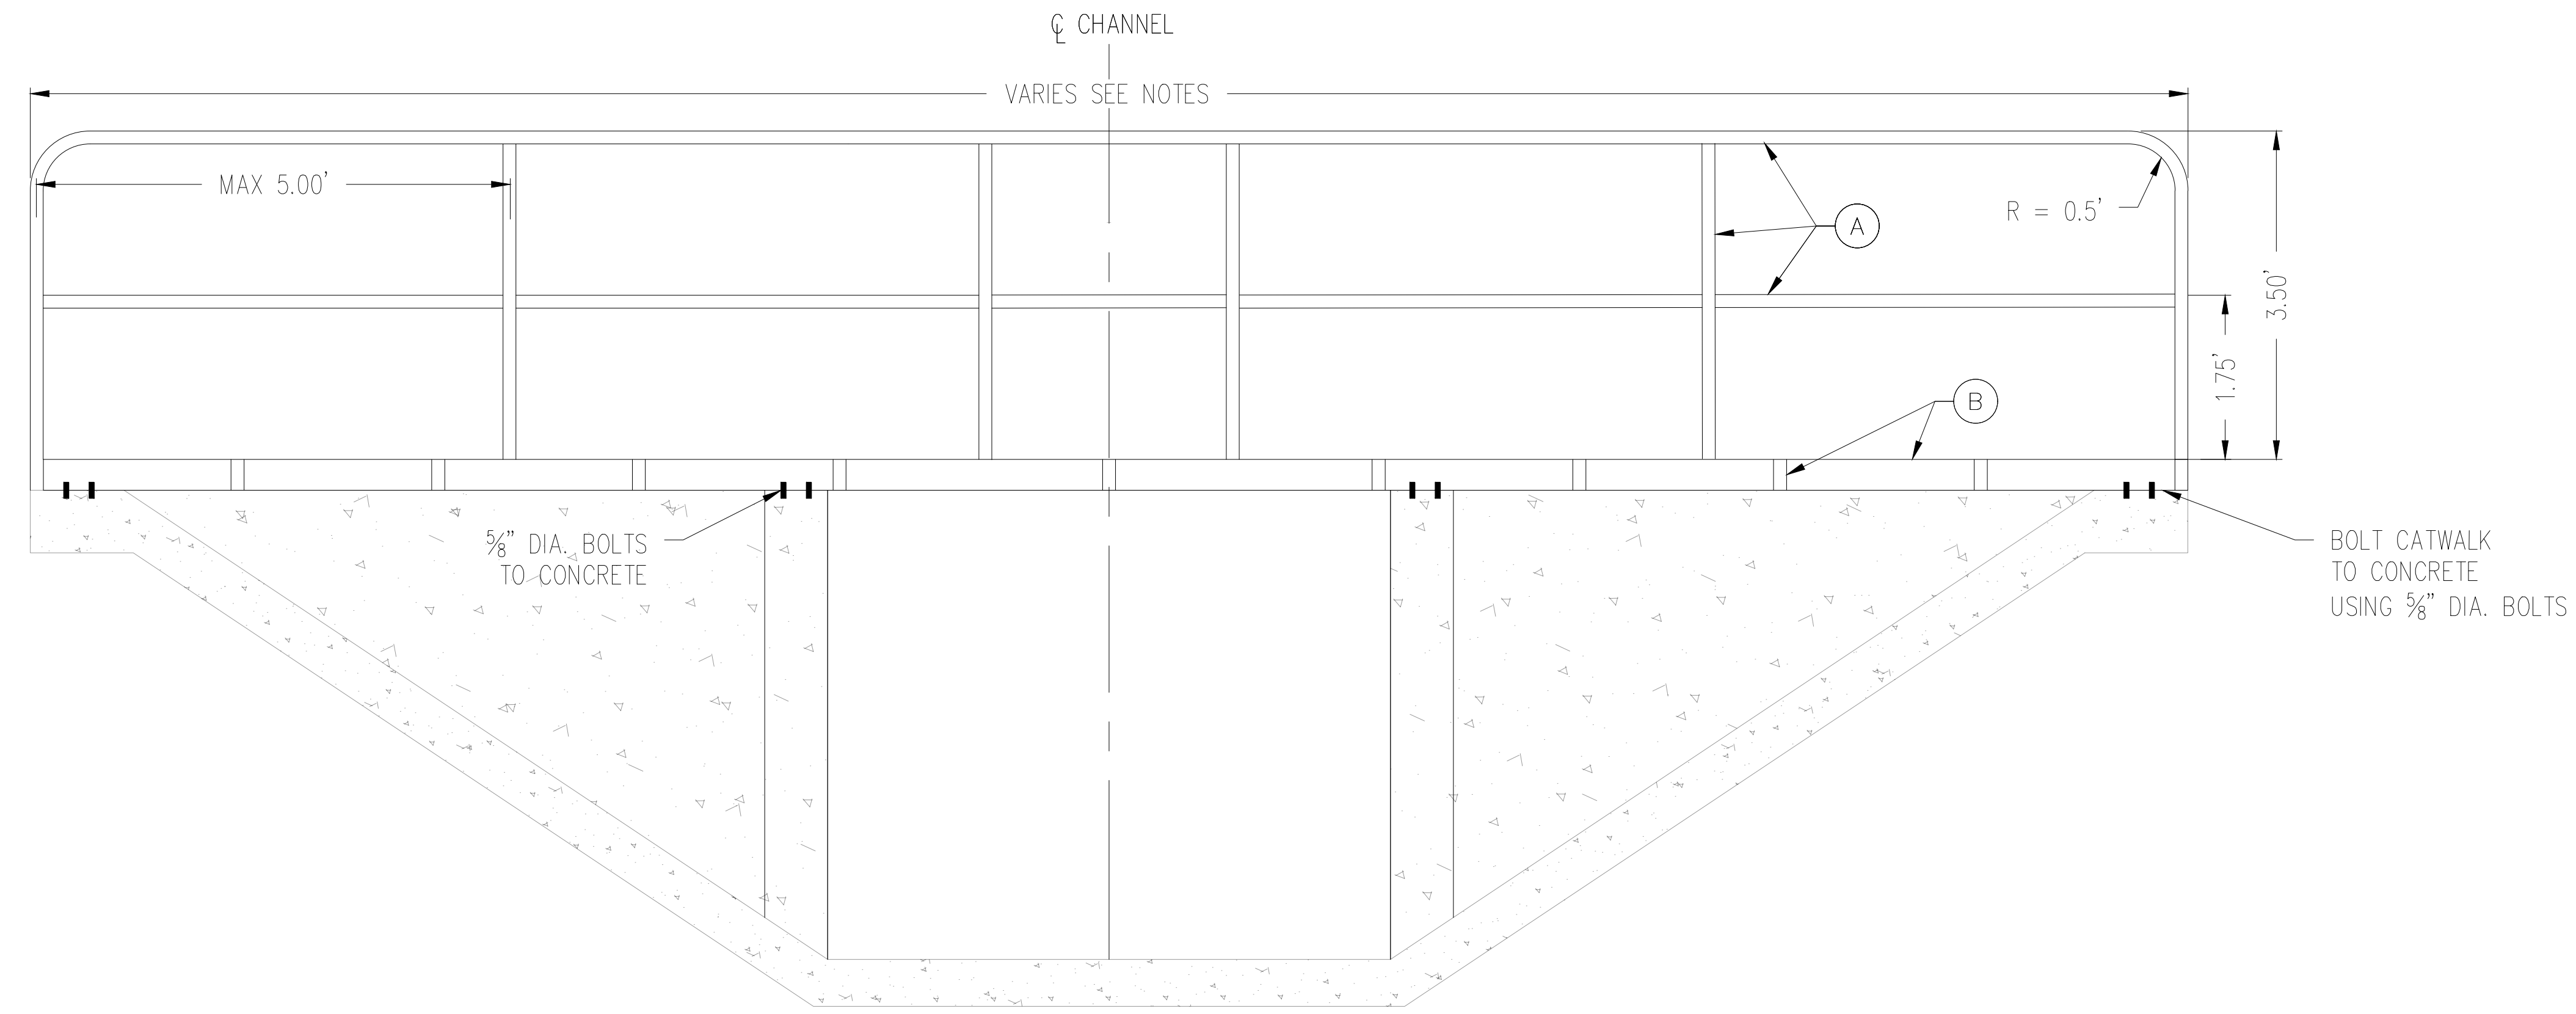 ℄ CHANNEL
VARIES SEE NOTES
MAX 5.00'
R = 0.5'
A
3.50'
1.75'
B
⅝" DIA. BOLTS
TO CONCRETE
BOLT CATWALK
TO CONCRETE
USING ⅝" DIA. BOLTS